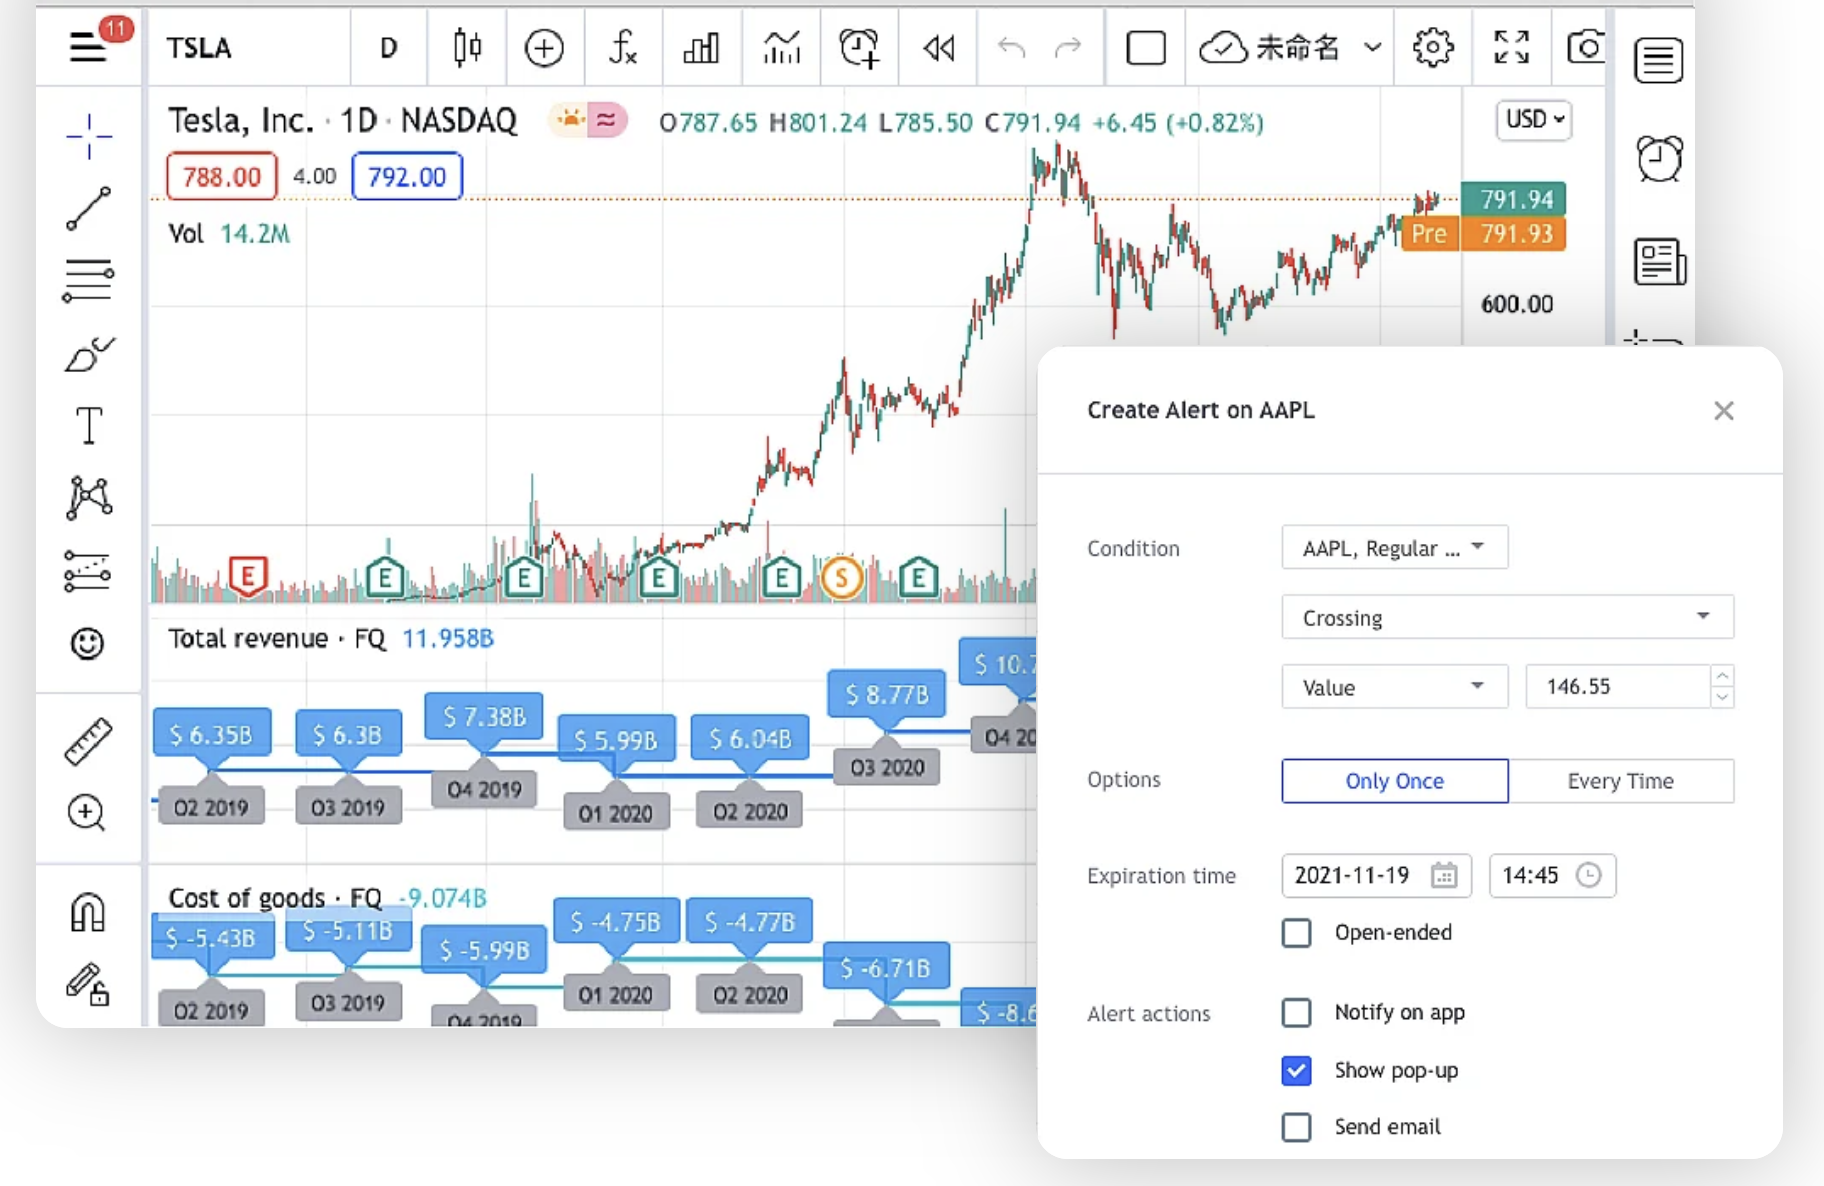 11
TSLA
D
未命名
Tesla, Inc. · 1D · NASDAQ
O787.65 H801.24 L785.50 C791.94 +6.45 (+0.82%)
USD
788.00 4.00 792.00
791.94
Vol 14.2M
Pre 791.93
600.00
E E E E E S E
Total revenue · FQ 11.958B
$ 6.35B $ 6.3B $ 7.38B $ 5.99B $ 6.04B $ 8.77B $ 10.7
Q2 2019 Q3 2019 Q4 2019 Q1 2020 Q2 2020 Q3 2020 Q4 20
Cost of goods · FQ -9.074B
$ -5.43B $ -5.11B $ -5.99B $ -4.75B $ -4.77B $ -6.71B $ -8.6
Q2 2019 Q3 2019 Q4 2019 Q1 2020 Q2 2020
Create Alert on AAPL
Condition
AAPL, Regular ...
Crossing
Value 146.55
Options
Only Once Every Time
Expiration time
2021-11-19 14:45
Open-ended
Alert actions
Notify on app
Show pop-up
Send email